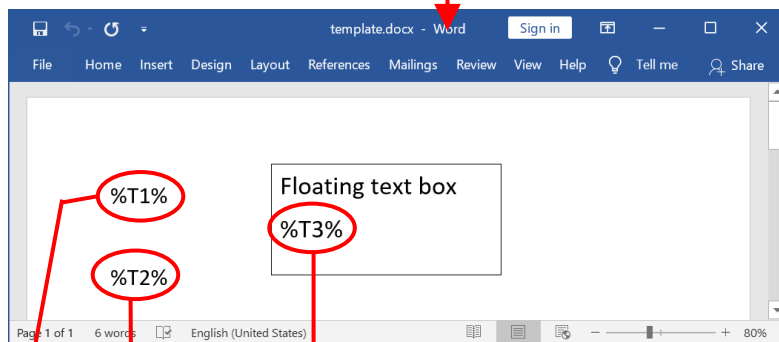 template.docx - Word Sign in
File Home Insert Design Layout References Mailings Review View Help Tell me Share
%T1%
Floating text box
%T3%
%T2%
Page 1 of 1 6 words English (United States) 80%